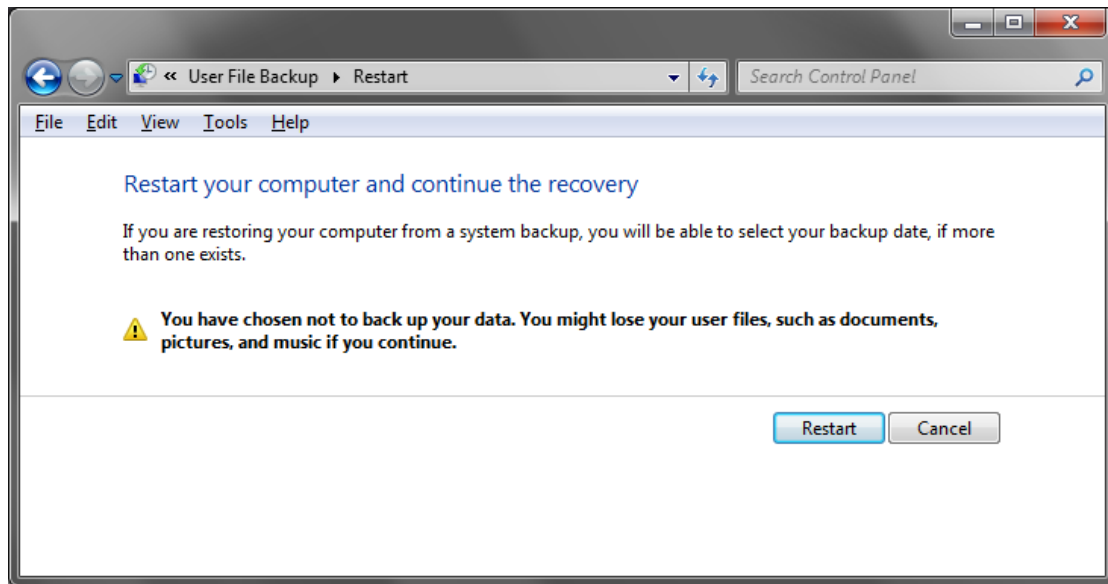 « User File Backup ▸ Restart
Search Control Panel
File Edit View Tools Help
Restart your computer and continue the recovery
If you are restoring your computer from a system backup, you will be able to select your backup date, if more
than one exists.
You have chosen not to back up your data. You might lose your user files, such as documents,
pictures, and music if you continue.
Restart Cancel